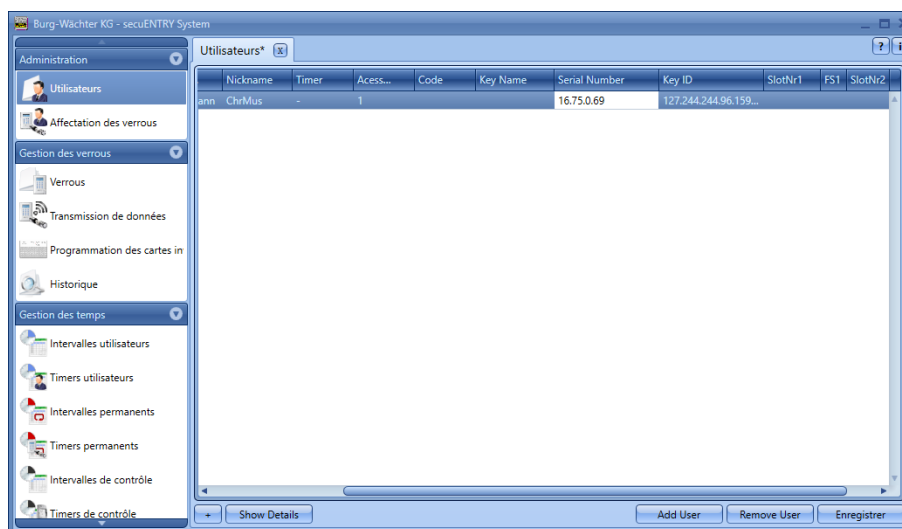 Burg-Wächter KG - secuENTRY System
Administration
Utilisateurs
Affectation des verrous
Gestion des verrous
Verrous
Transmission de données
Programmation des cartes in
Historique
Gestion des temps
Intervalles utilisateurs
Timers utilisateurs
Intervalles permanents
Timers permanents
Intervalles de contrôle
Timers de contrôle
Utilisateurs* x
? i
Nickname Timer Acess... Code Key Name Serial Number Key ID SlotNr1 FS1 SlotNr2
ann ChrMus - 1 16.75.0.69 127.244.244.96.159...
+ Show Details Add User Remove User Enregistrer